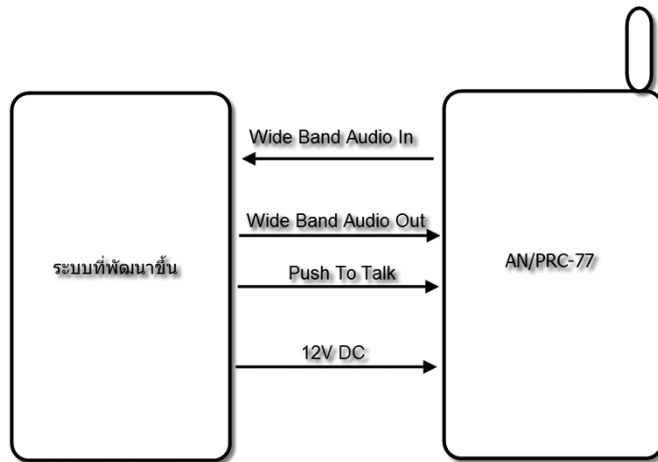 Wide Band Audio In
Wide Band Audio Out
ระบบที่พัฒนาขึ้น
AN/PRC-77
Push To Talk
12V DC